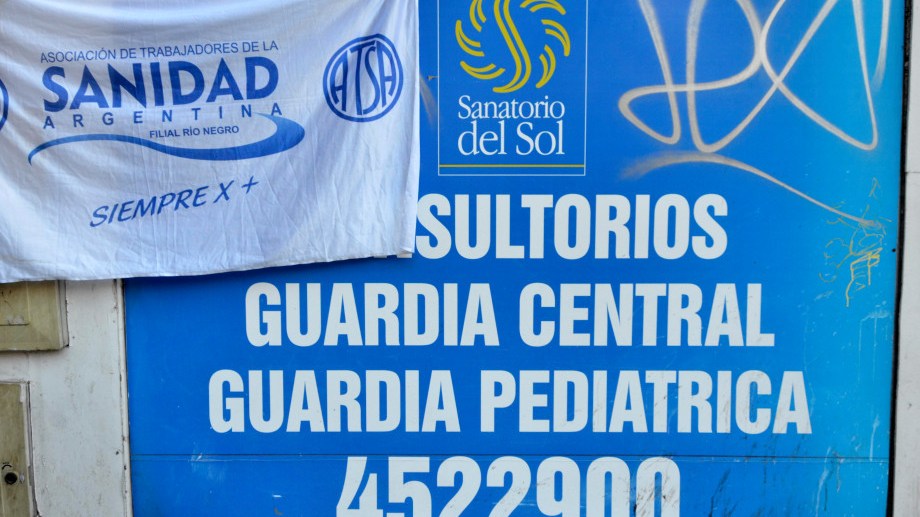 ASOCIACIÓN DE TRABAJADORES DE LA
SANIDAD
ARGENTINA
FILIAL RÍO NEGRO
SIEMPRE X +
ATSA
Sanatorio
del Sol
SULTORIOS
GUARDIA CENTRAL
GUARDIA PEDIATRICA
4522900